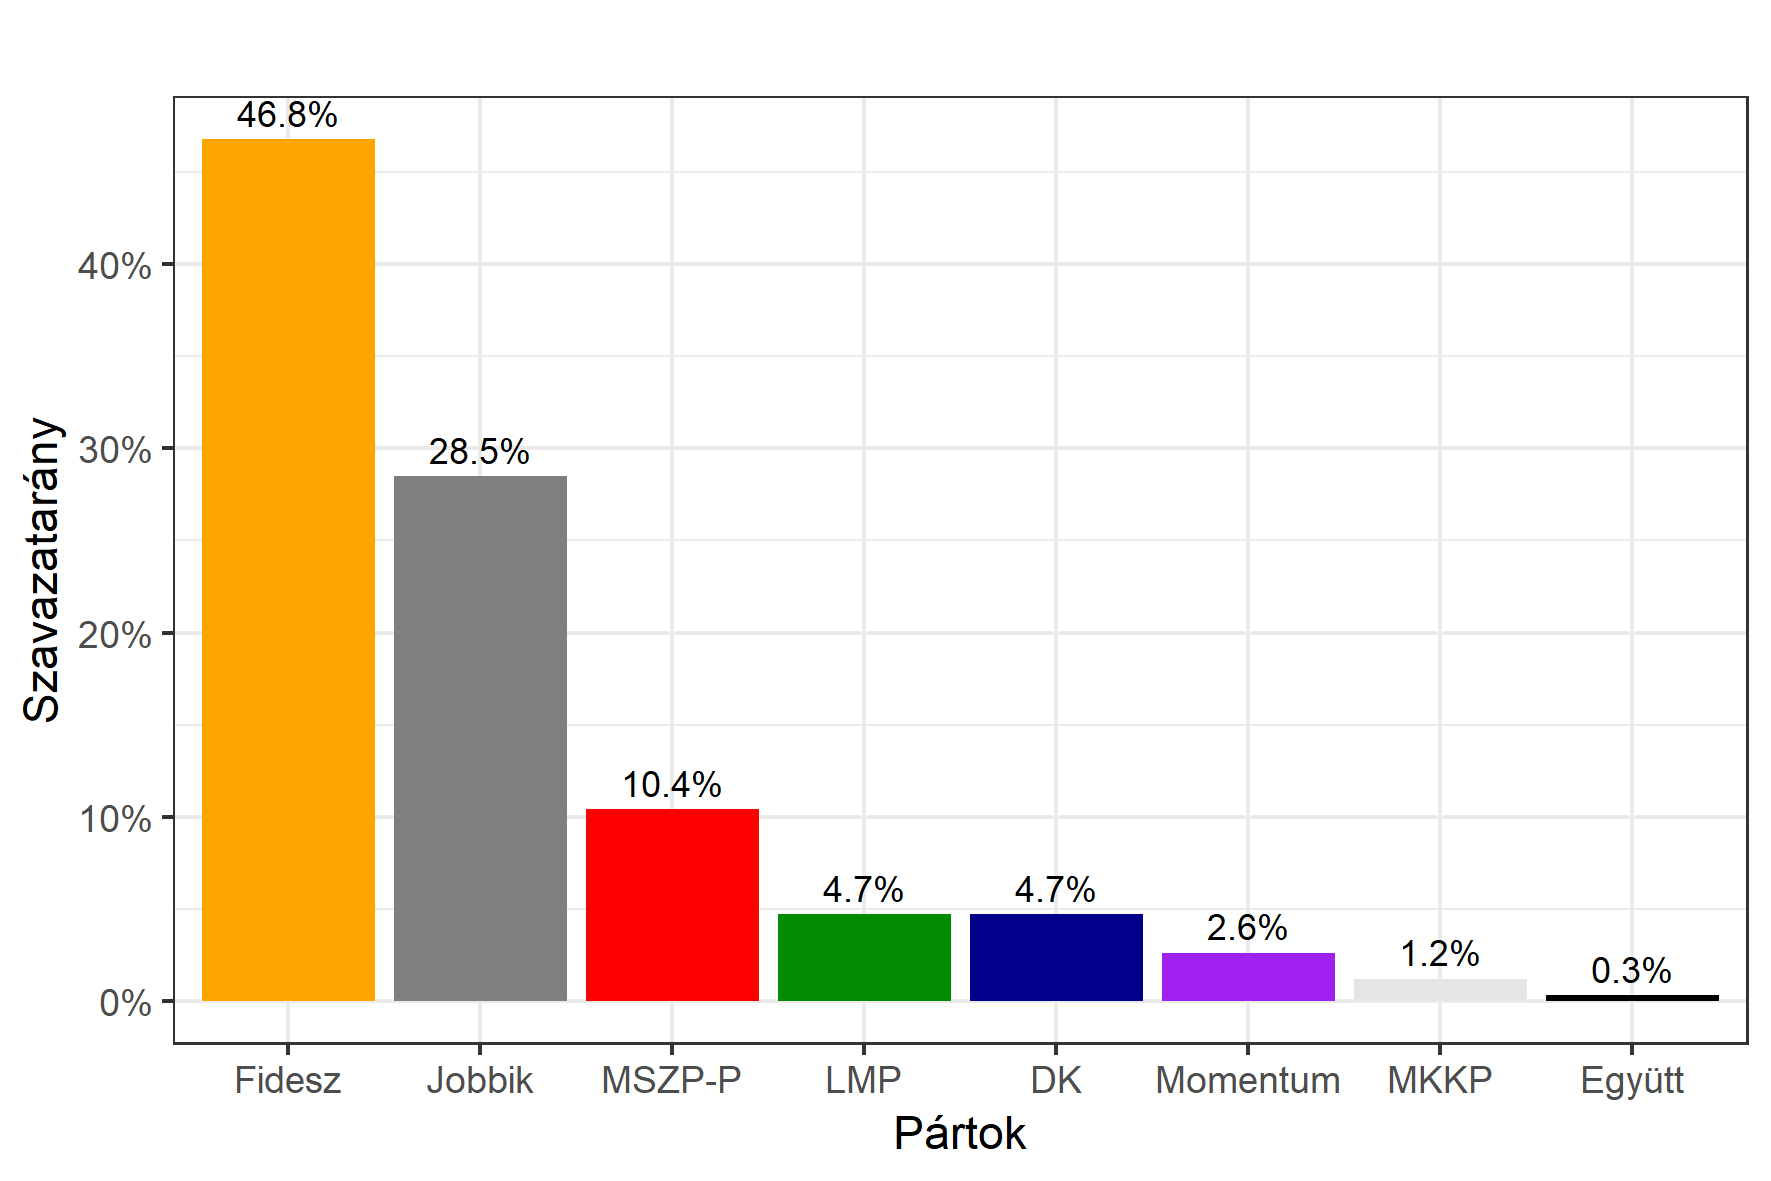 46.8%
28.5%
10.4%
4.7%
4.7%
2.6%
1.2%
0.3%
40%
30%
20%
10%
0%
Szavazatarány
Fidesz
Jobbik
MSZP-P
LMP
DK
Momentum
MKKP
Együtt
Pártok